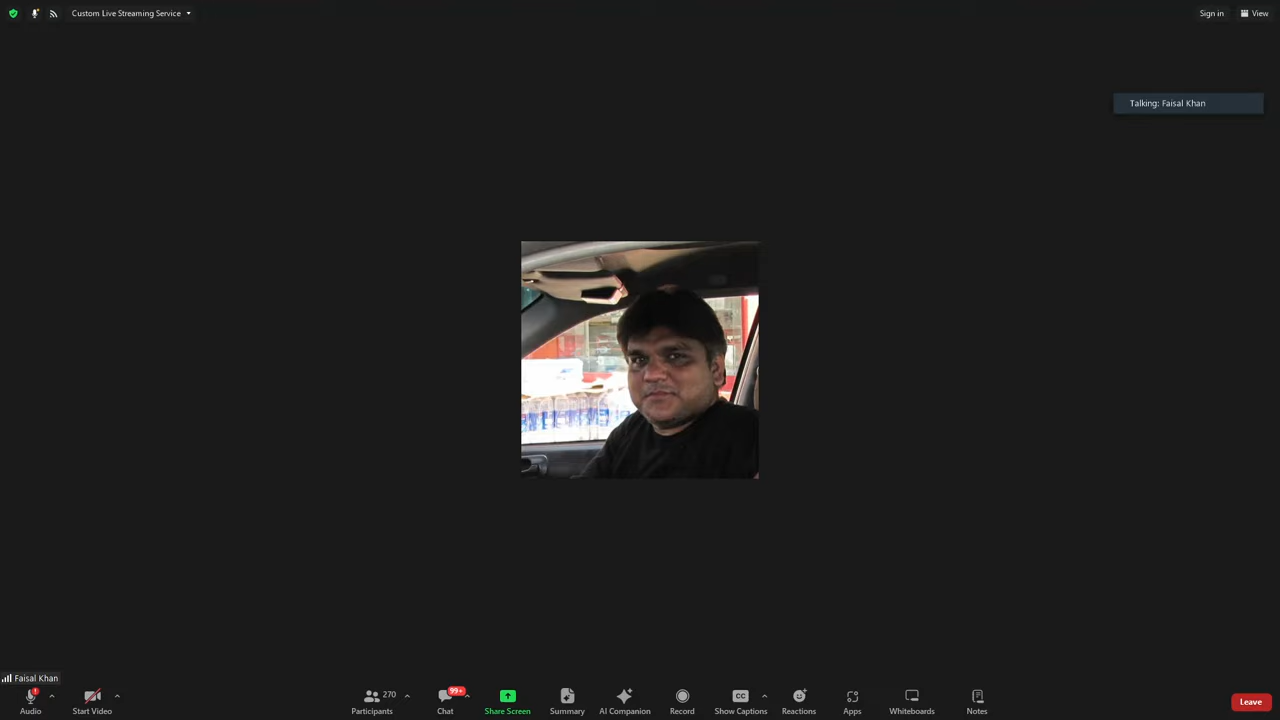 Custom Live Streaming Service
Sign in
View
Talking: Faisal Khan
Faisal Khan
Audio
Start Video
270
Participants
99+
Chat
Share Screen
Summary
AI Companion
Record
CC
Show Captions
Reactions
Apps
Whiteboards
Notes
Leave